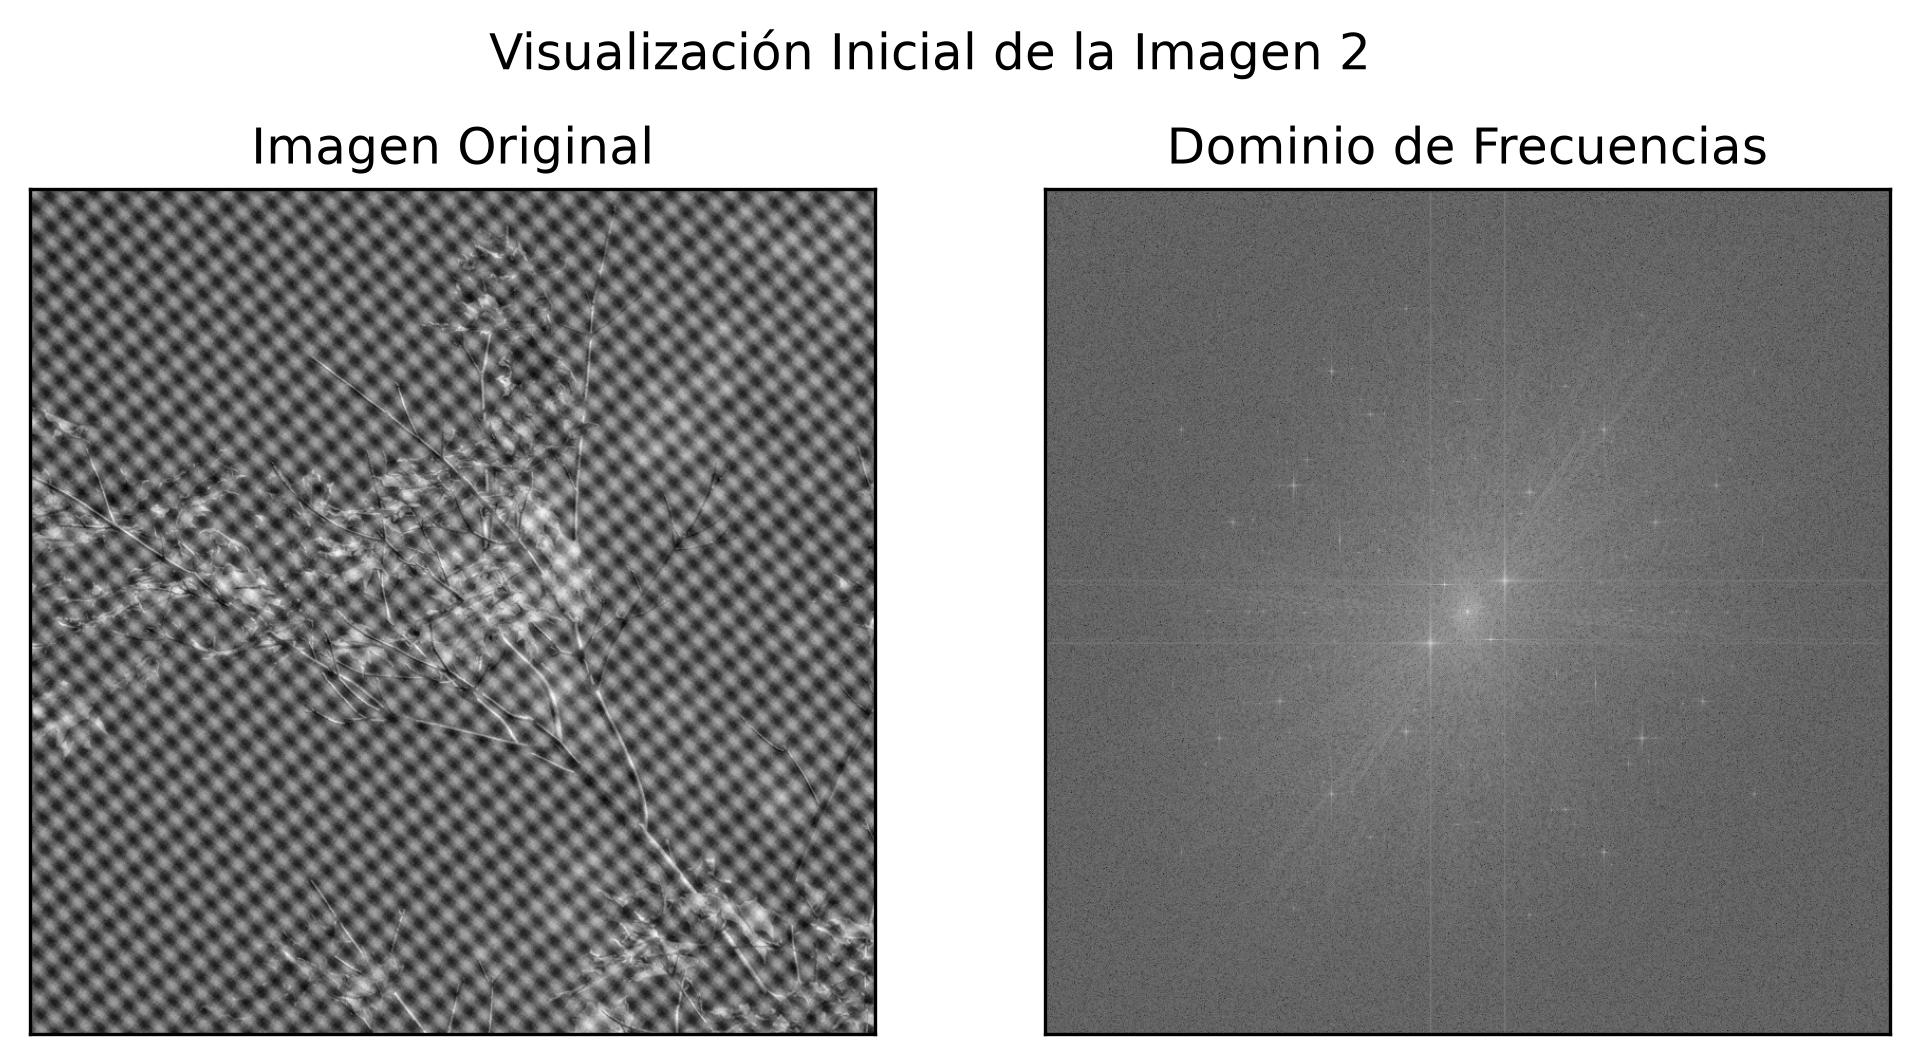 Visualización Inicial de la Imagen 2
Imagen Original
Dominio de Frecuencias